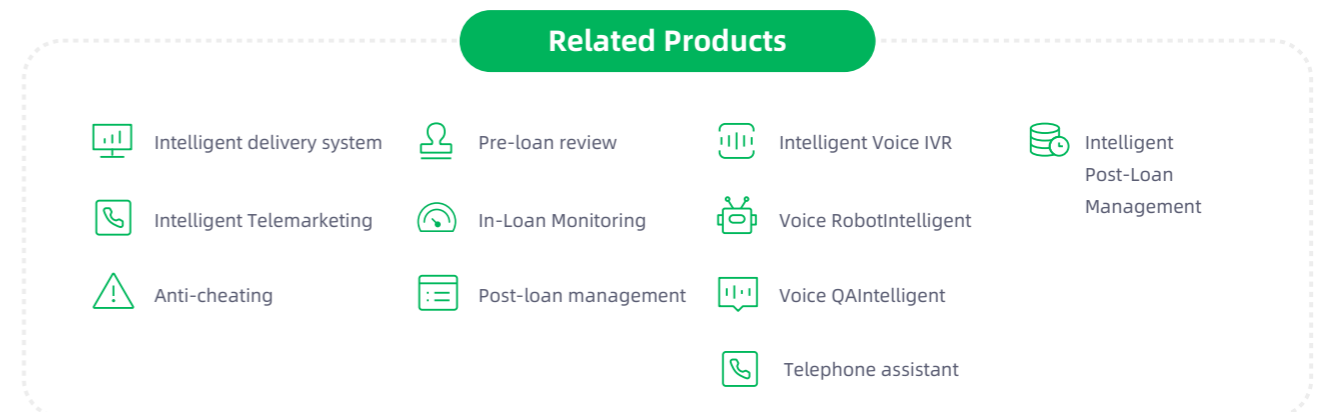 Related Products
Intelligent delivery system
Pre-loan review
Intelligent Voice IVR
Intelligent
Post-Loan
Management
Intelligent Telemarketing
In-Loan Monitoring
Voice RobotIntelligent
Anti-cheating
Post-loan management
Voice QAIntelligent
Telephone assistant